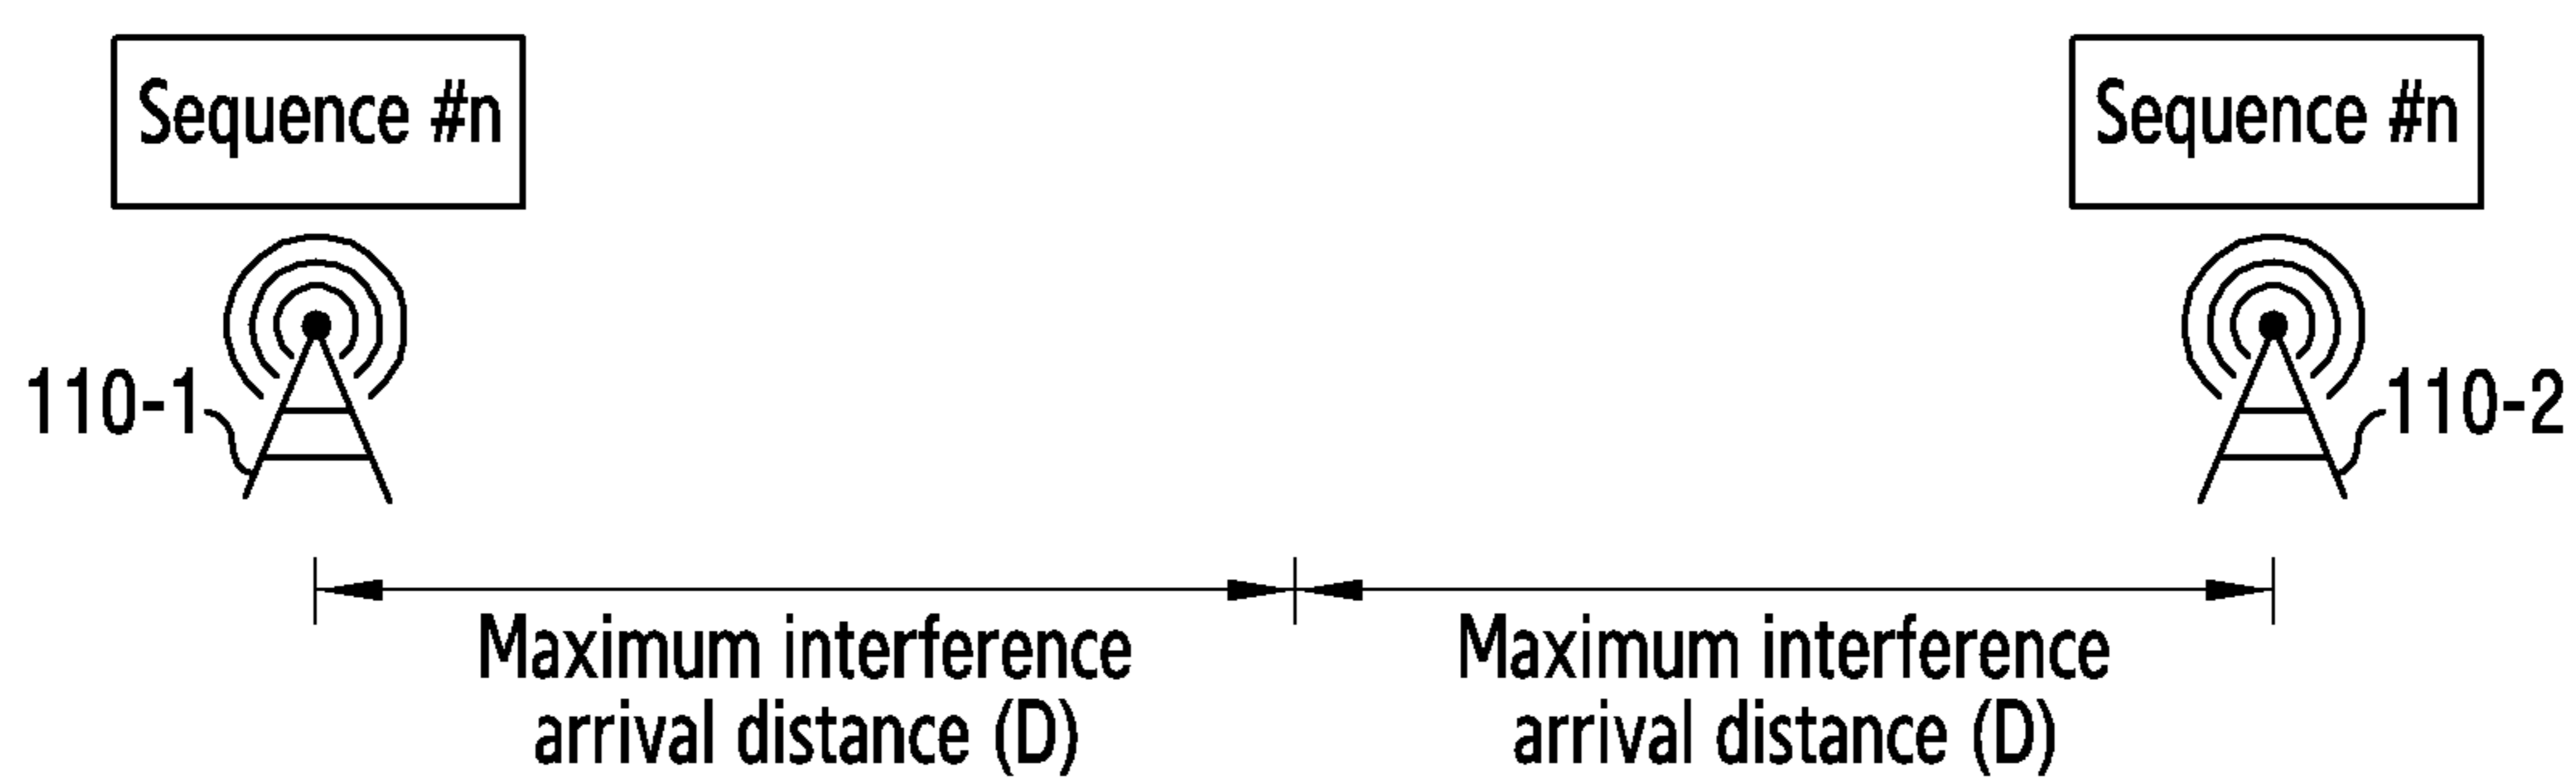 Sequence #n
Sequence #n
110-1
110-2
Maximum interference
arrival distance (D)
Maximum interference
arrival distance (D)